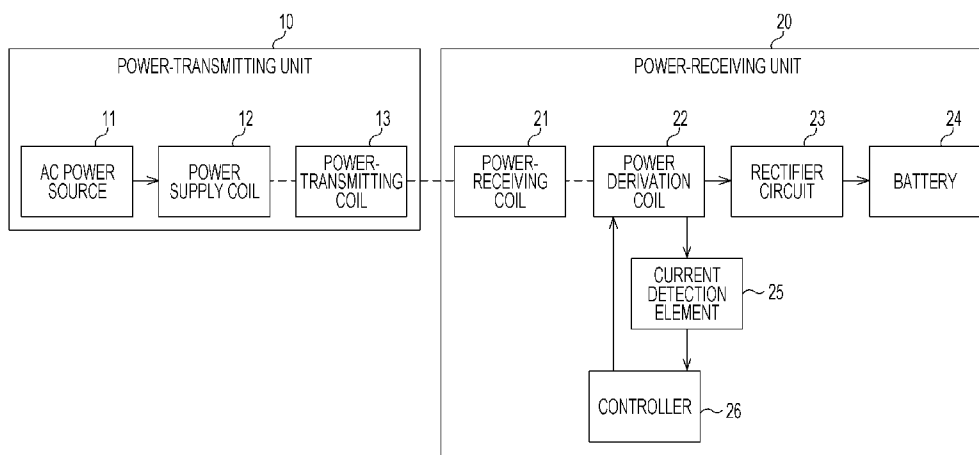 10
20
POWER-TRANSMITTING UNIT
POWER-RECEIVING UNIT
11
12
13
21
22
23
24
AC POWER
SOURCE
POWER
SUPPLY COIL
POWER-
TRANSMITTING
COIL
POWER-
RECEIVING
COIL
POWER
DERIVATION
COIL
RECTIFIER
CIRCUIT
BATTERY
CURRENT
DETECTION
ELEMENT
25
CONTROLLER
26